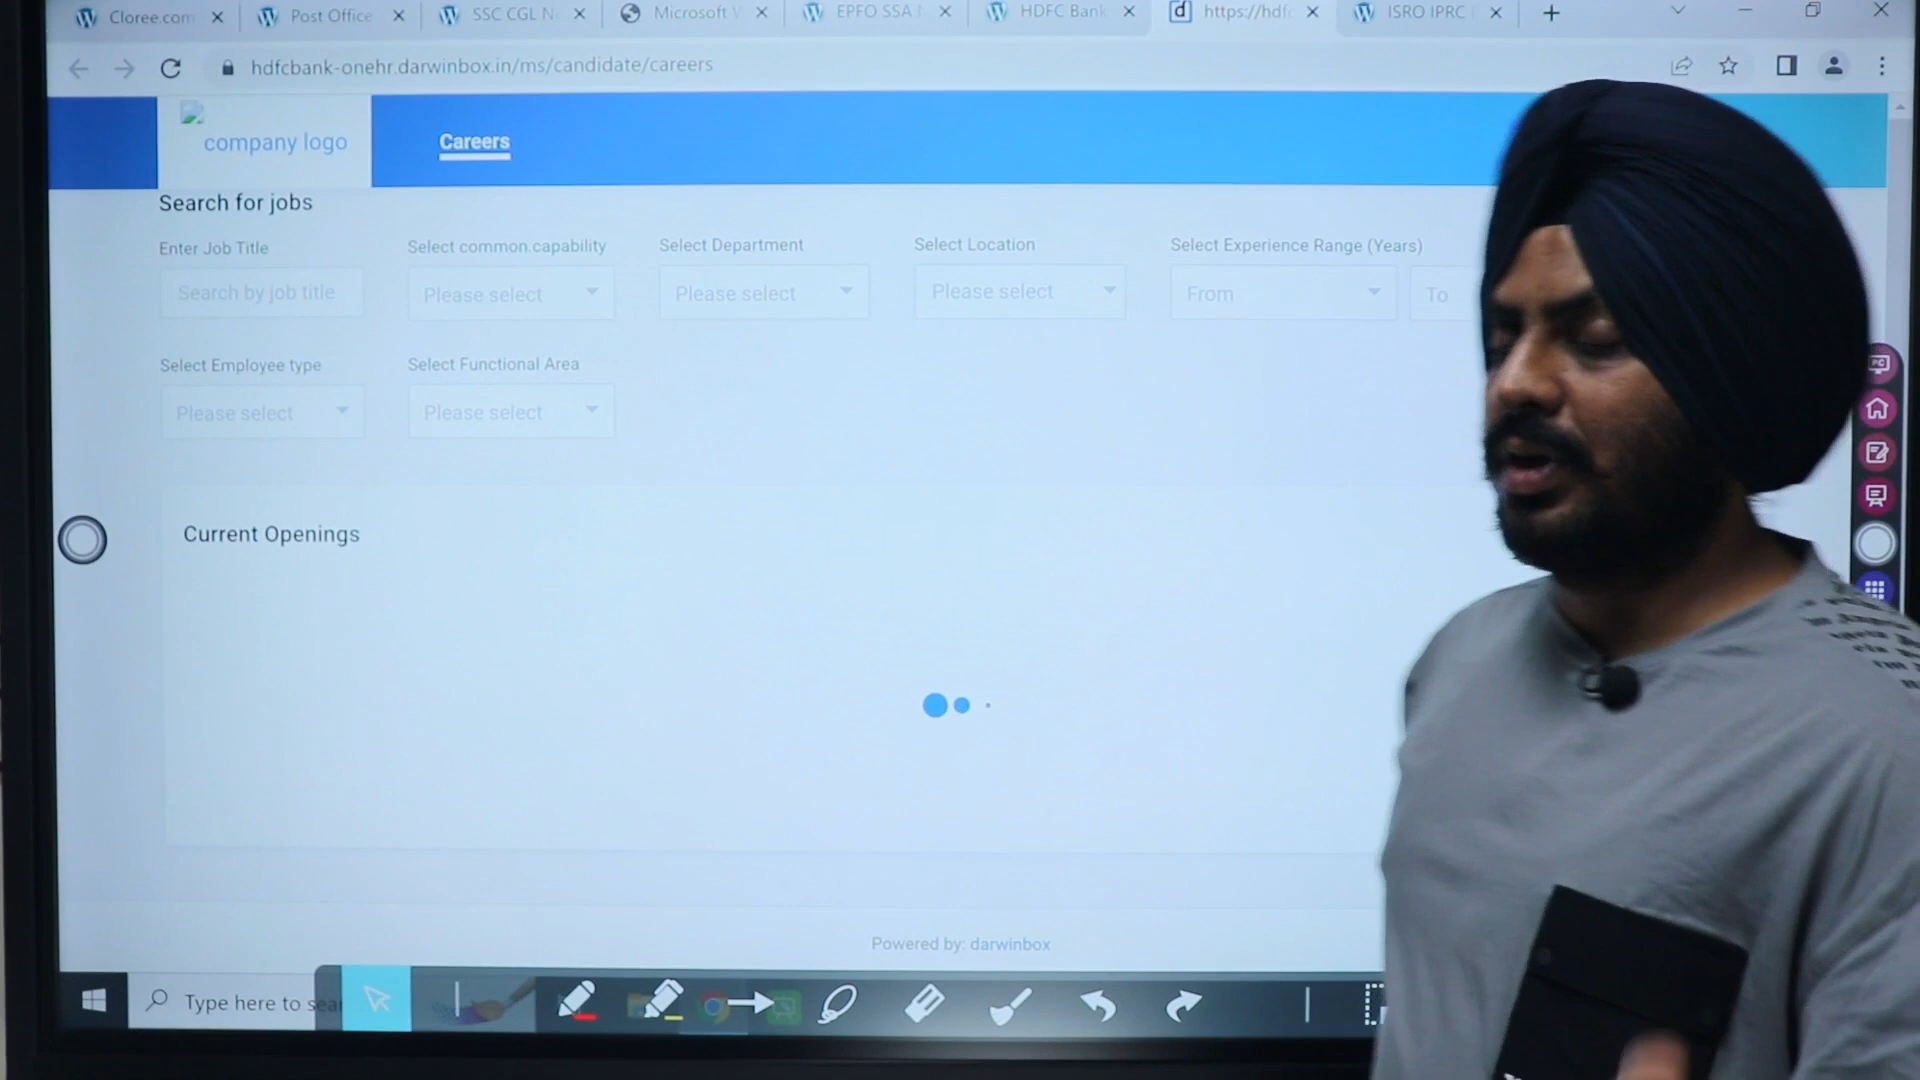 Cloree.com
Post Office
SSC CGL N
Microsoft
EPFO SSA
HDFC Bank
https://hdf
ISRO IPRC
hdfcbank-onehr.darwinbox.in/ms/candidate/careers
company logo
Careers
Search for jobs
Enter Job Title
Select common.capability
Select Department
Select Location
Select Experience Range (Years)
Search by job title
Please select
Please select
Please select
From
To
Select Employee type
Select Functional Area
Please select
Please select
PC
Current Openings
Powered by: darwinbox
Type here to sea